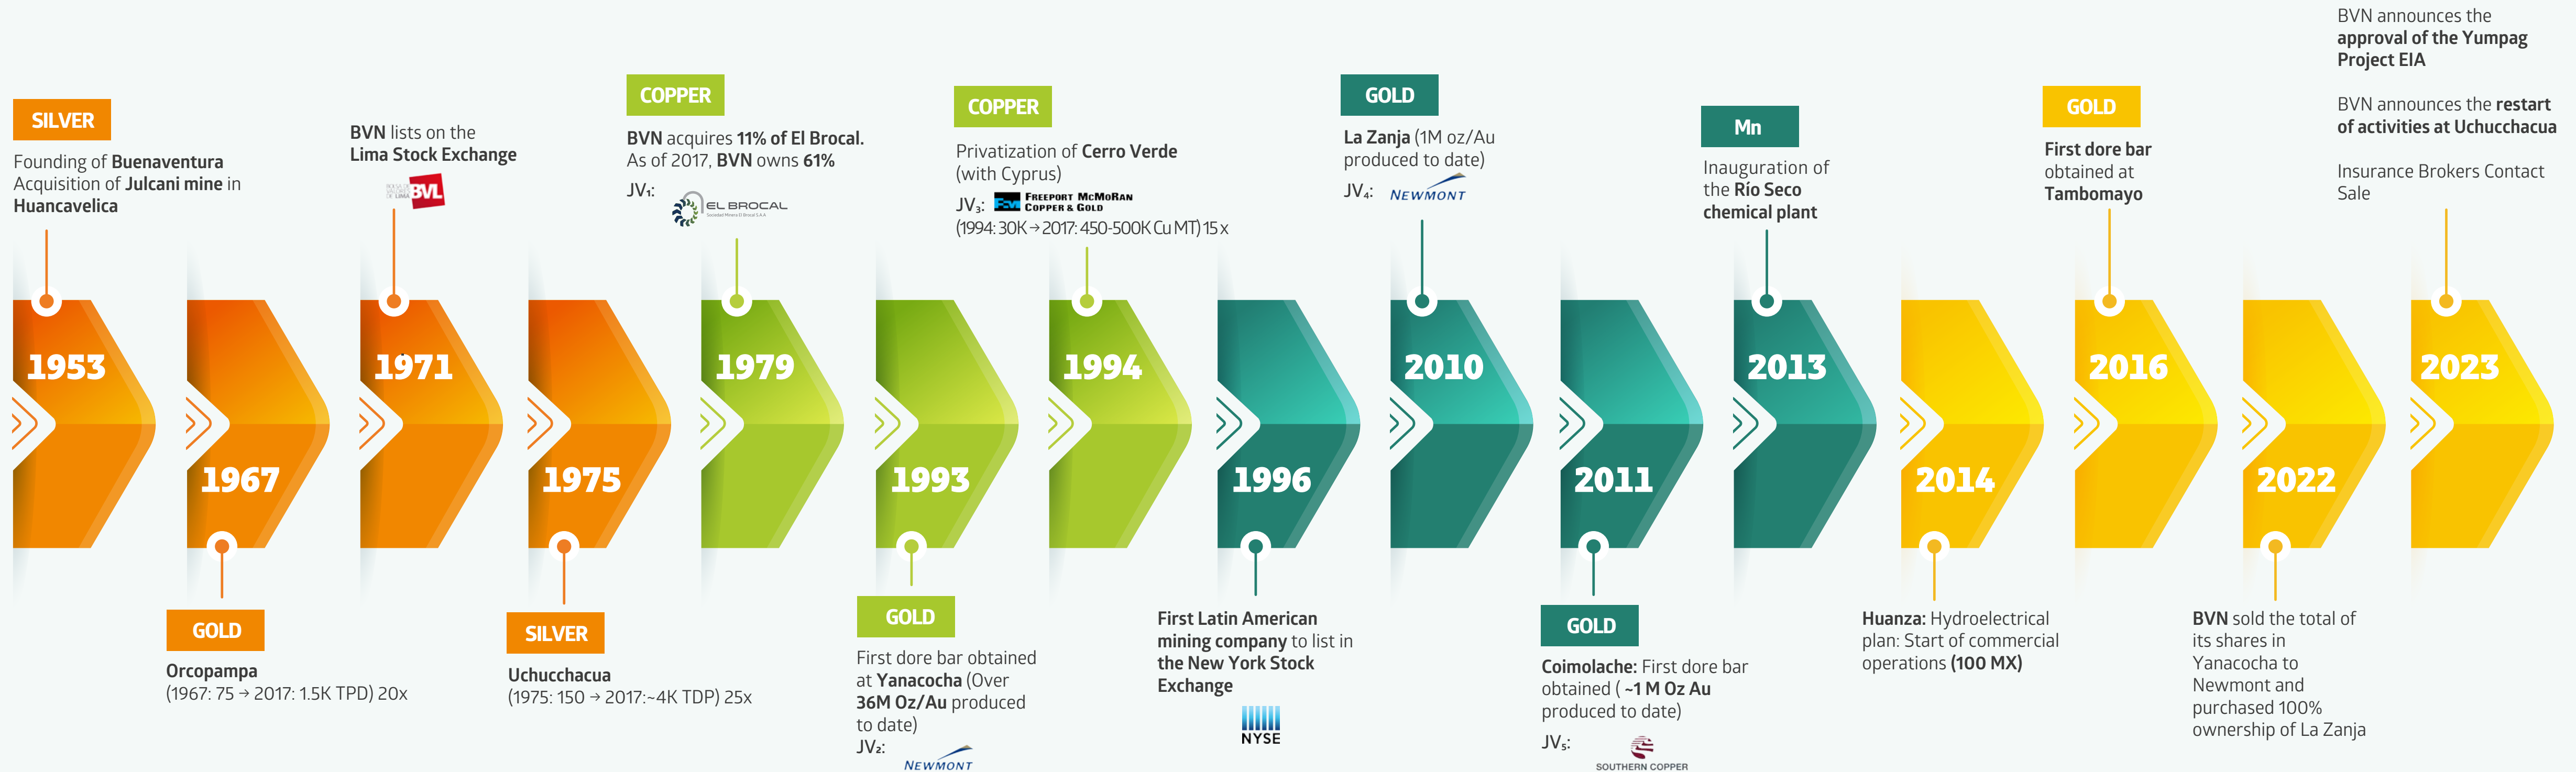 SILVER
Founding of Buenaventura
Acquisition of Julcani mine in
Huancavelica
1953
1967
GOLD
Orcopampa
(1967: 75 → 2017: 1.5K TPD) 20x
BVN lists on the
Lima Stock Exchange
BOLSA DE
VALORES
DE LIMA
BVL
1971
1975
SILVER
Uchucchacua
(1975: 150 → 2017:~4K TDP) 25x
COPPER
BVN acquires 11% of El Brocal.
As of 2017, BVN owns 61%
JV₁:
EL BROCAL
Sociedad Minera El Brocal S.A.A
1979
1993
GOLD
First dore bar obtained
at Yanacocha (Over
36M Oz/Au produced
to date)
JV₂:
NEWMONT
COPPER
Privatization of Cerro Verde
(with Cyprus)
JV₃:
FCX
FREEPORT MCMORAN
COPPER & GOLD
(1994: 30K → 2017: 450-500K Cu MT) 15 x
1994
1996
First Latin American
mining company to list in
the New York Stock
Exchange
NYSE
GOLD
La Zanja (1M oz/Au
produced to date)
JV₄:
NEWMONT
2010
2011
GOLD
Coimolache: First dore bar
obtained ( ~1 M Oz Au
produced to date)
JV₅:
SOUTHERN COPPER
Mn
Inauguration of
the Río Seco
chemical plant
2013
2014
Huanza: Hydroelectrical
plan: Start of commercial
operations (100 MX)
GOLD
First dore bar
obtained at
Tambomayo
2016
2022
BVN sold the total of
its shares in
Yanacocha to
Newmont and
purchased 100%
ownership of La Zanja
BVN announces the
approval of the Yumpag
Project EIA
BVN announces the restart
of activities at Uchucchacua
Insurance Brokers Contact
Sale
2023